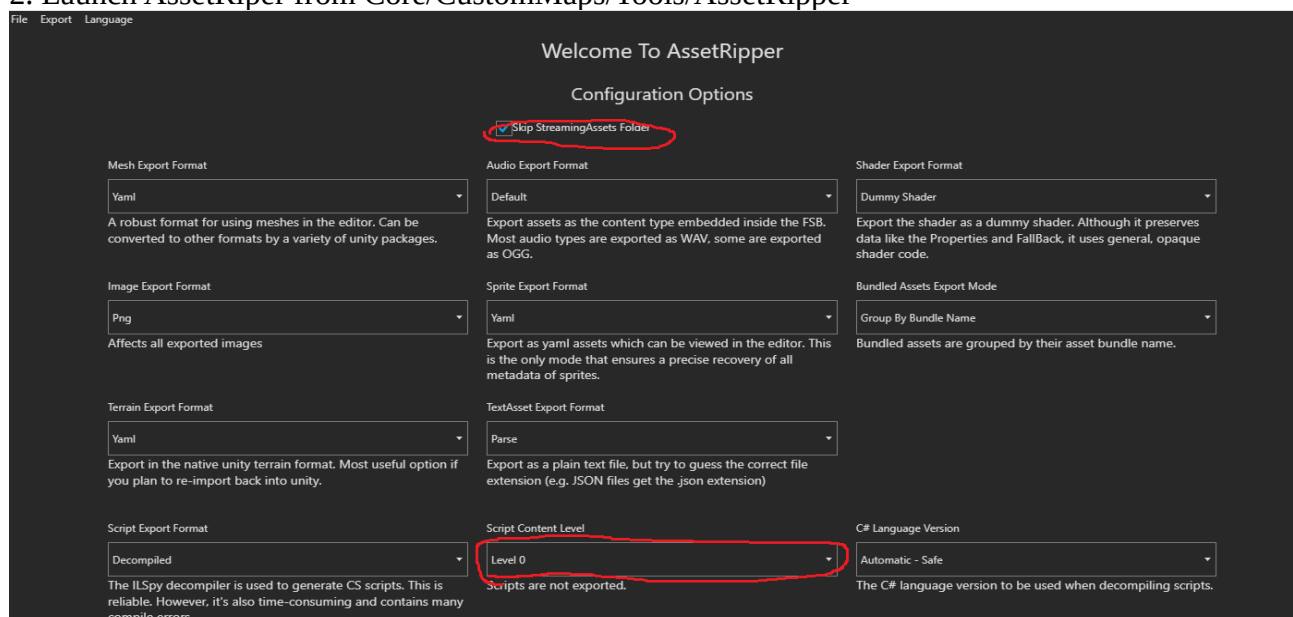 2. Launch AssetRiper from Core/CustomMaps/Tools/AssetRipper
File Export Language
Welcome To AssetRipper
Configuration Options
Skip StreamingAssets Folder
Mesh Export Format
Audio Export Format
Shader Export Format
Yaml
Default
Dummy Shader
A robust format for using meshes in the editor. Can be
converted to other formats by a variety of unity packages.
Export assets as the content type embedded inside the FSB.
Most audio types are exported as WAV, some are exported
as OGG.
Export the shader as a dummy shader. Although it preserves
data like the Properties and FallBack, it uses general, opaque
shader code.
Image Export Format
Sprite Export Format
Bundled Assets Export Mode
Png
Yaml
Group By Bundle Name
Affects all exported images
Export as yaml assets which can be viewed in the editor. This
is the only mode that ensures a precise recovery of all
metadata of sprites.
Bundled assets are grouped by their asset bundle name.
Terrain Export Format
TextAsset Export Format
Yaml
Parse
Export in the native unity terrain format. Most useful option if
you plan to re-import back into unity.
Export as a plain text file, but try to guess the correct file
extension (e.g. JSON files get the .json extension)
Script Export Format
Script Content Level
C# Language Version
Decompiled
Level 0
Automatic - Safe
The ILSpy decompiler is used to generate CS scripts. This is
reliable. However, it's also time-consuming and contains many
compile errors.
Scripts are not exported.
The C# language version to be used when decompiling scripts.